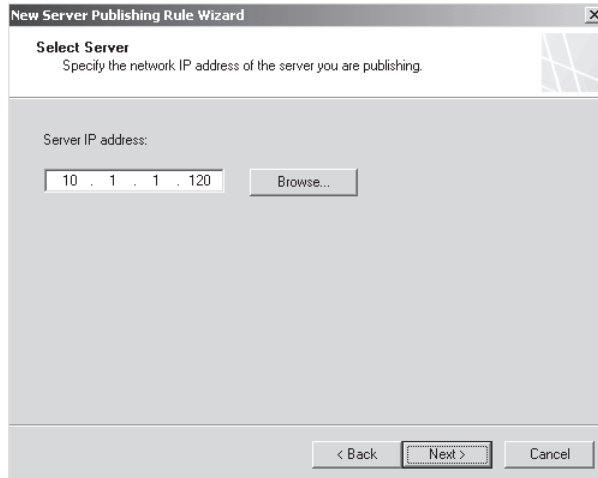 New Server Publishing Rule Wizard
Select Server
Specify the network IP address of the server you are publishing.
Server IP address:
10 . 1 . 1 . 120
Browse...
< Back
Next >
Cancel